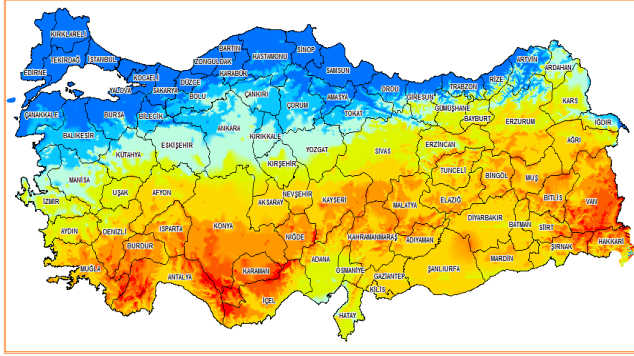 KIRKLARELİ
TEKİRDAĞ
İSTANBUL
EDİRNE
KOCAELİ
YALOVA
SAKARYA
DÜZCE
ZONGULDAK
BARTIN
KARABÜK
KASTAMONU
SİNOP
SAMSUN
BOLU
ÇANKIRI
ÇORUM
AMASYA
ORDU
GİRESUN
TRABZON
RİZE
ARTVİN
ARDAHAN
ÇANAKKALE
BURSA
BİLECİK
TOKAT
GÜMÜŞHANE
BAYBURT
ERZURUM
KARS
IĞDIR
BALIKESİR
ESKİŞEHİR
ANKARA
KIRIKKALE
KÜTAHYA
YOZGAT
SİVAS
ERZİNCAN
AĞRI
KIRŞEHİR
MANİSA
UŞAK
AFYON
TUNCELİ
BİNGÖL
MUŞ
İZMİR
AKSARAY
NEVŞEHİR
KAYSERİ
MALATYA
ELAZIĞ
BİTLİS
VAN
AYDIN
DENİZLİ
ISPARTA
KONYA
NİĞDE
DİYARBAKIR
BATMAN
SİİRT
BURDUR
KAHRAMANMARAŞ
ADIYAMAN
ŞIRNAK
HAKKARİ
MUĞLA
ANTALYA
KARAMAN
ADANA
OSMANİYE
GAZİANTEP
ŞANLIURFA
MARDİN
KİLİS
İÇEL
HATAY